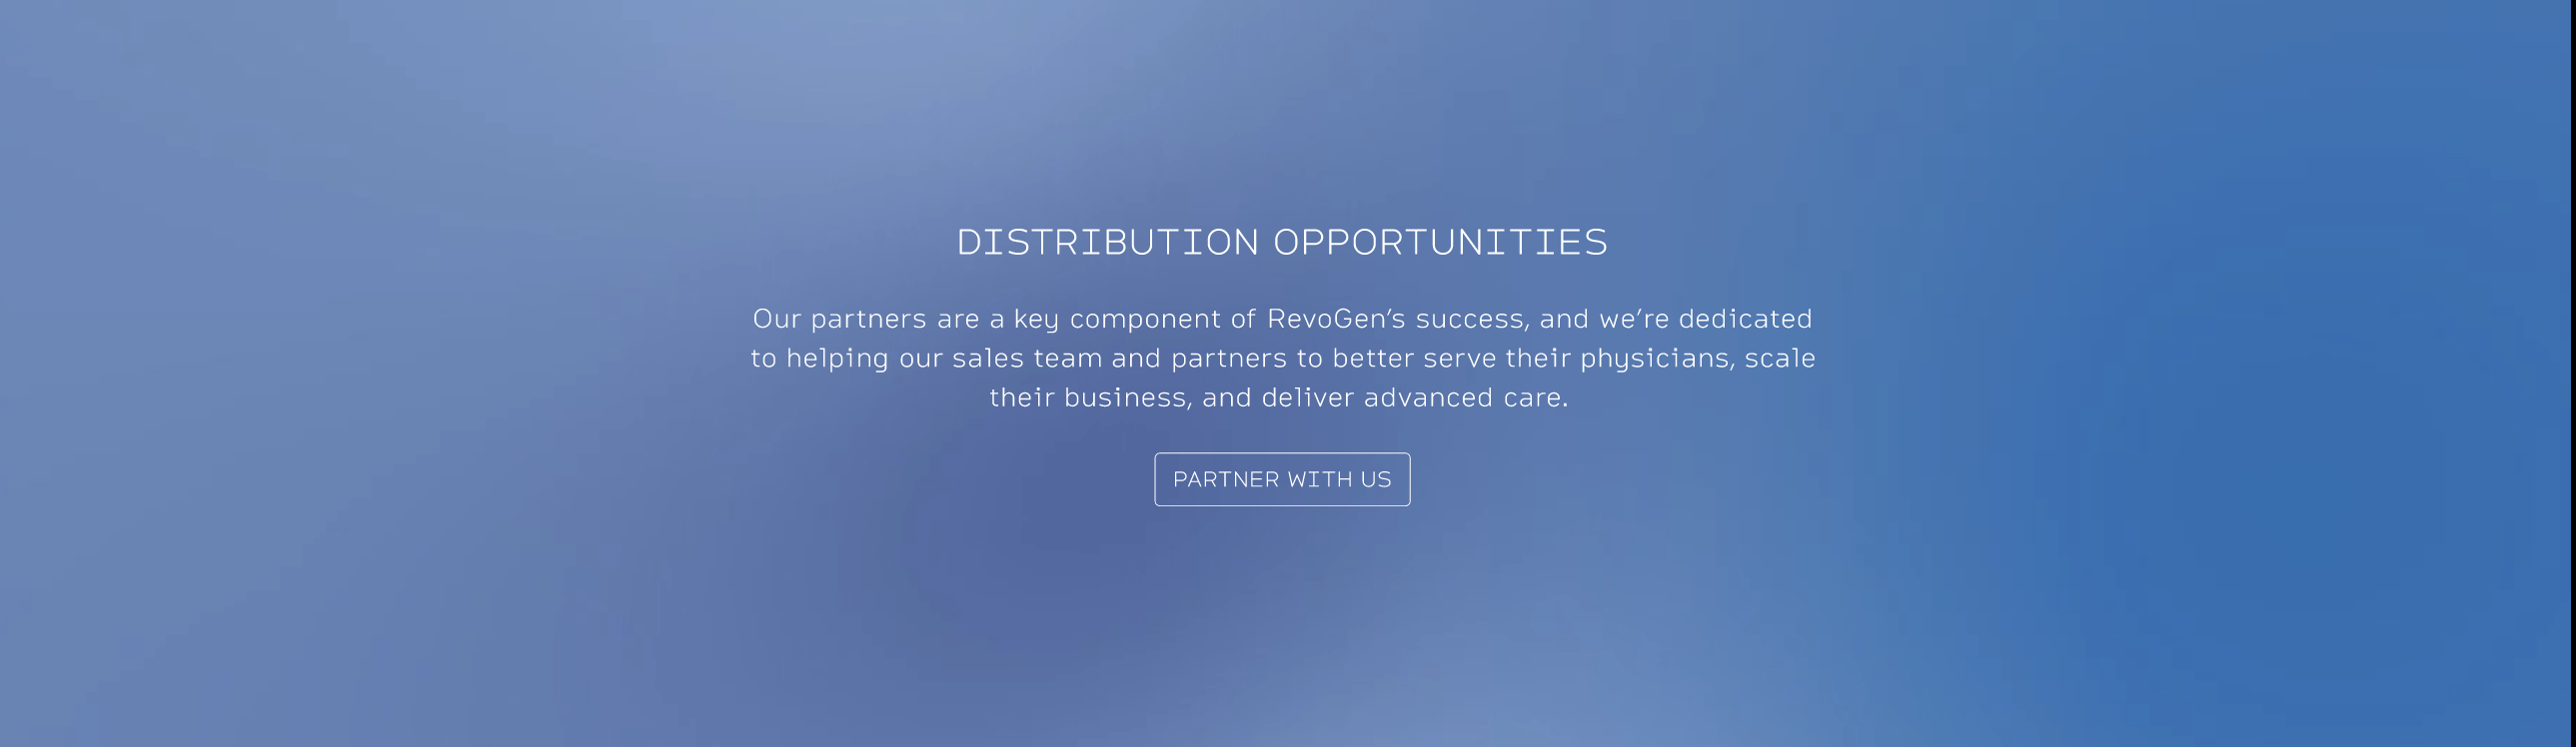 DISTRIBUTION OPPORTUNITIES
Our partners are a key component of RevoGen’s success, and we’re dedicated
to helping our sales team and partners to better serve their physicians, scale
their business, and deliver advanced care.
PARTNER WITH US